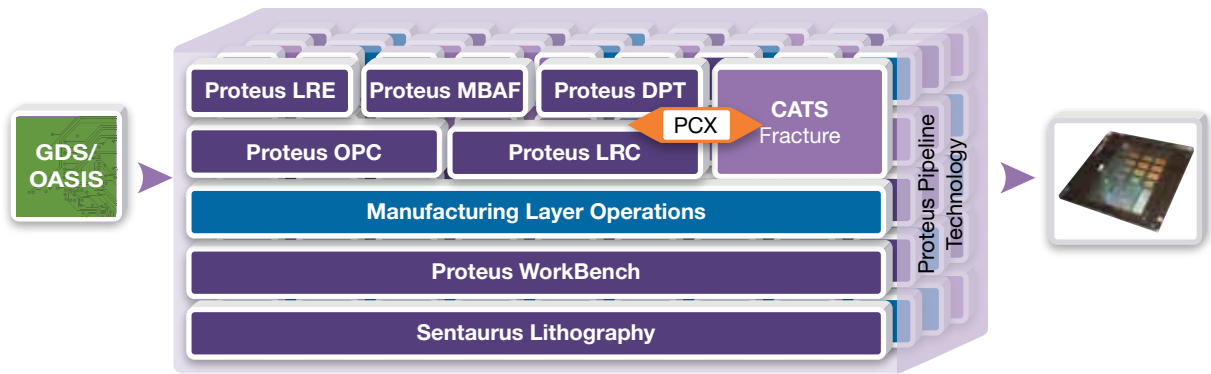 GDS/
OASIS
Proteus LRE
Proteus MBAF
Proteus DPT
CATS
Fracture
PCX
Proteus OPC
Proteus LRC
Manufacturing Layer Operations
Proteus WorkBench
Sentaurus Lithography
Proteus Pipeline
Technology